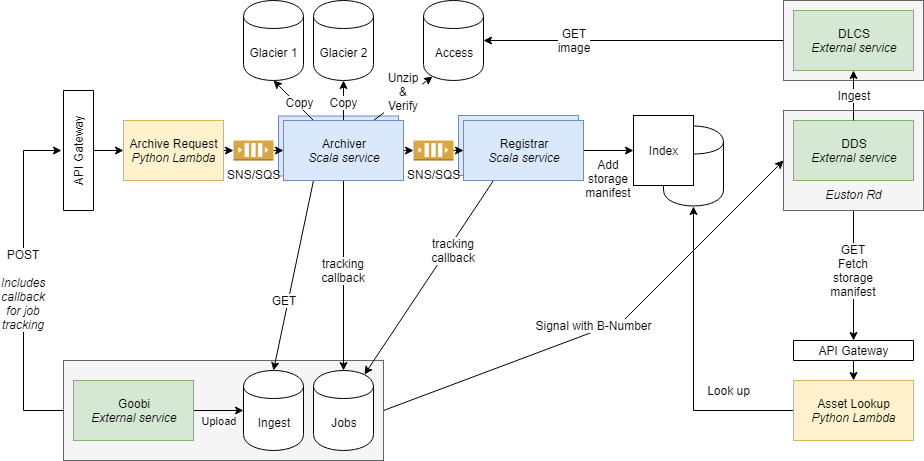 Glacier 1
Glacier 2
Access
GET
image
DLCS
External service
Copy
Copy
Unzip
&
Verify
Ingest
API Gateway
Archive Request
Python Lambda
SNS/SQS
Archiver
Scala service
SNS/SQS
Registrar
Scala service
Add
storage
manifest
Index
DDS
External service
Euston Rd
POST
Includes
callback
for job
tracking
GET
tracking
callback
tracking
callback
Signal with B-Number
GET
Fetch
storage
manifest
API Gateway
Goobi
External service
Upload
Ingest
Jobs
Look up
Asset Lookup
Python Lambda